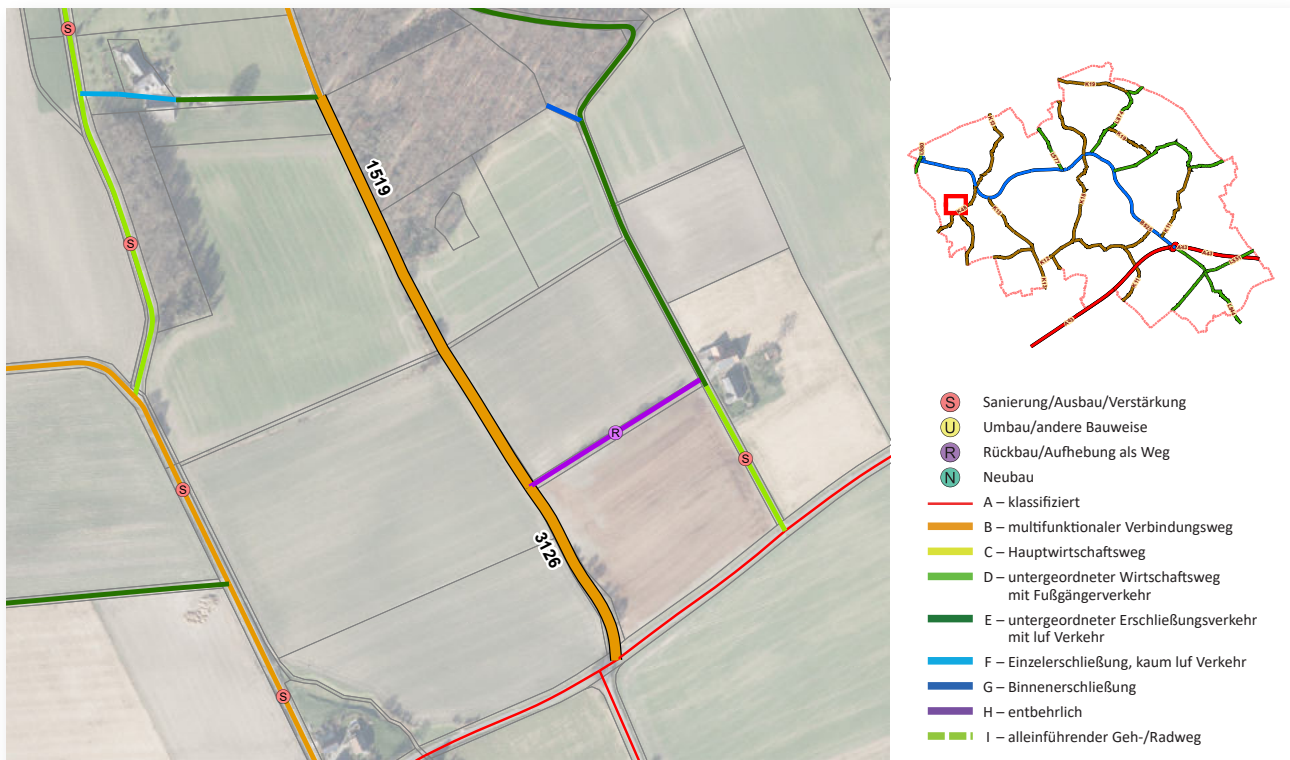 S
1519
S
R
S
S
3126
S
S Sanierung/Ausbau/Verstärkung
U Umbau/andere Bauweise
R Rückbau/Aufhebung als Weg
N Neubau
A – klassifiziert
B – multifunktionaler Verbindungsweg
C – Hauptwirtschaftsweg
D – untergeordneter Wirtschaftsweg
mit Fußgängerverkehr
E – untergeordneter Erschließungsverkehr
mit luf Verkehr
F – Einzelerschließung, kaum luf Verkehr
G – Binnenerschließung
H – entbehrlich
I – alleinführender Geh-/Radweg